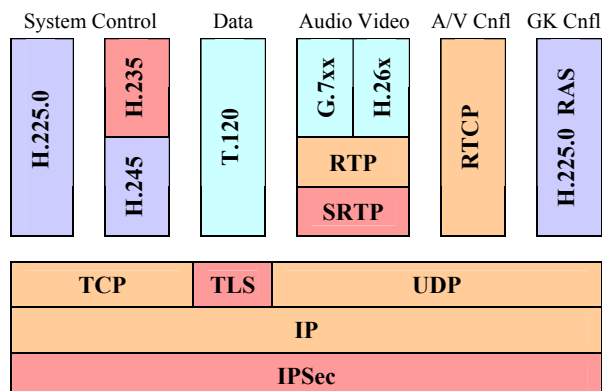 System Control
Data
Audio Video
A/V Cnfl
GK Cnfl
H.225.0
H.235
H.245
T.120
G.7xx
H.26x
RTP
SRTP
RTCP
H.225.0 RAS
TCP
TLS
UDP
IP
IPSec